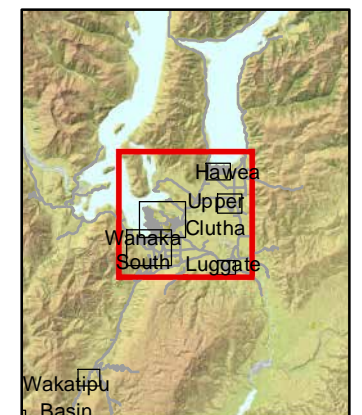 Hawea
Upper
Clutha
Wanaka
South
Luggate
Wakatipu
Basin